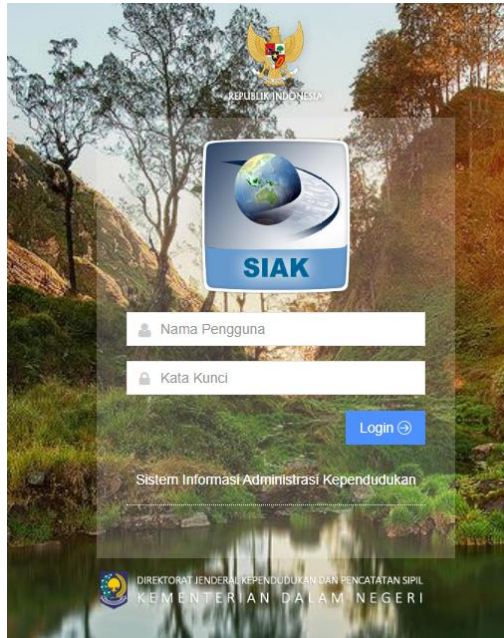 REPUBLIK INDONESIA
SIAK
Nama Pengguna
Kata Kunci
Login
Sistem Informasi Administrasi Kependudukan
DIREKTORAT JENDERAL KEPENDUDUKAN DAN PENCATATAN SIPIL
KEMENTERIAN DALAM NEGERI